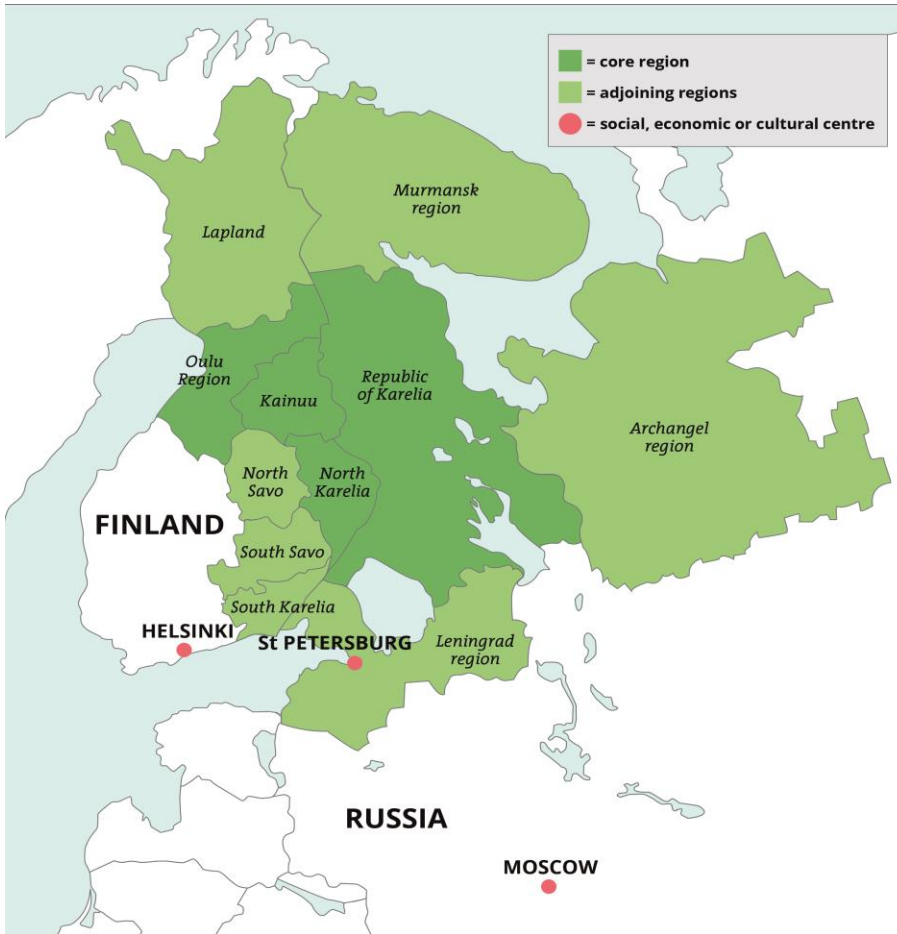 = core region
= adjoining regions
= social, economic or cultural centre
Murmansk
region
Lapland
Oulu
Region
Kainuu
Republic
of Karelia
Archangel
region
North
Savo
North
Karelia
FINLAND
South Savo
South Karelia
HELSINKI
St PETERSBURG
Leningrad
region
RUSSIA
MOSCOW